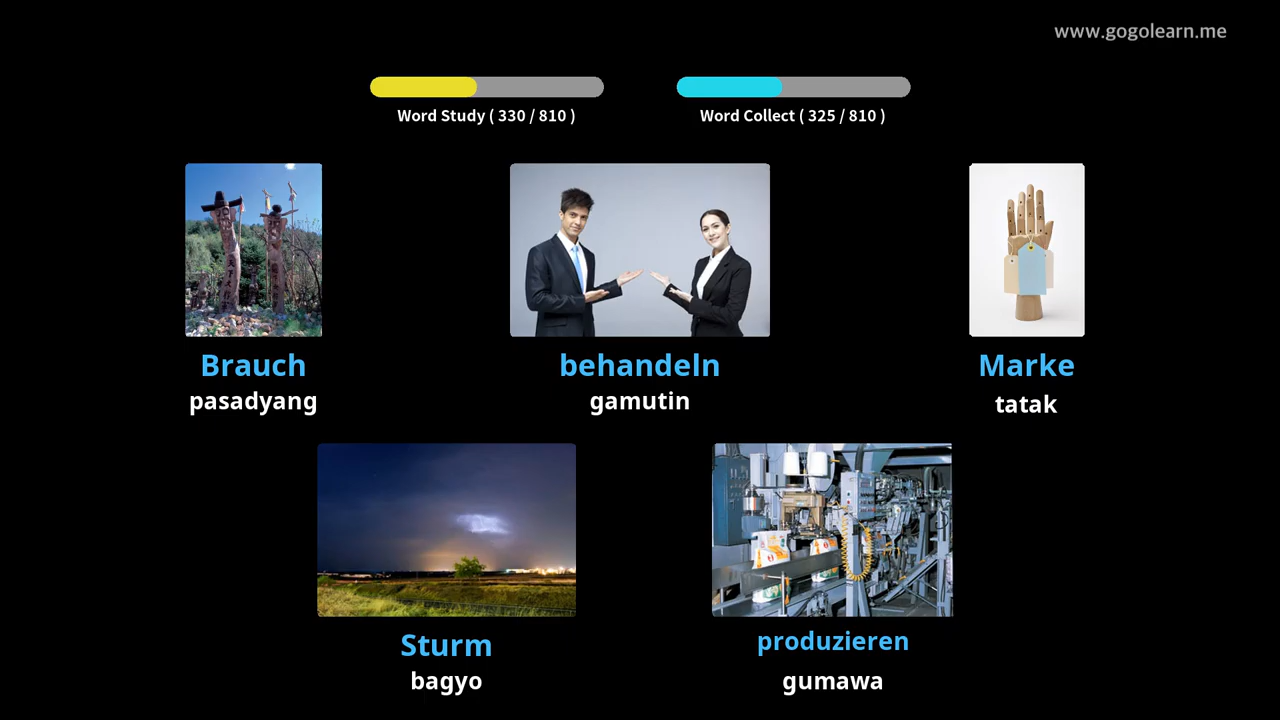 www.gogolearn.me
Word Study ( 330 / 810 )
Word Collect ( 325 / 810 )
Brauch
pasadyang
behandeln
gamutin
Marke
tatak
Sturm
bagyo
produzieren
gumawa